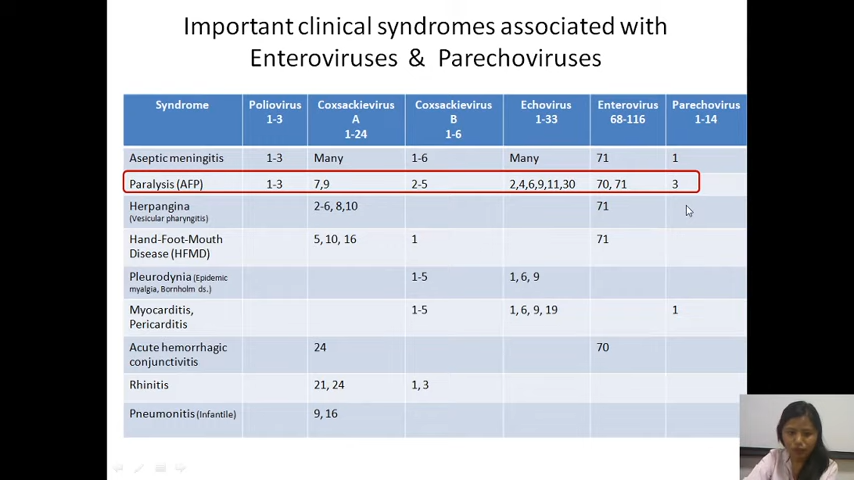 Important clinical syndromes associated with
Enteroviruses & Parechoviruses
Syndrome Poliovirus 1-3 Coxsackievirus A 1-24 Coxsackievirus B 1-6 Echovirus 1-33 Enterovirus 68-116 Parechovirus 1-14
Aseptic meningitis 1-3 Many 1-6 Many 71 1
Paralysis (AFP) 1-3 7,9 2-5 2,4,6,9,11,30 70, 71 3
Herpangina (Vesicular pharyngitis) 2-6, 8,10 71
Hand-Foot-Mouth Disease (HFMD) 5, 10, 16 1 71
Pleurodynia (Epidemic myalgia, Bornholm ds.) 1-5 1, 6, 9
Myocarditis, Pericarditis 1-5 1, 6, 9, 19 1
Acute hemorrhagic conjunctivitis 24 70
Rhinitis 21, 24 1, 3
Pneumonitis (Infantile) 9, 16